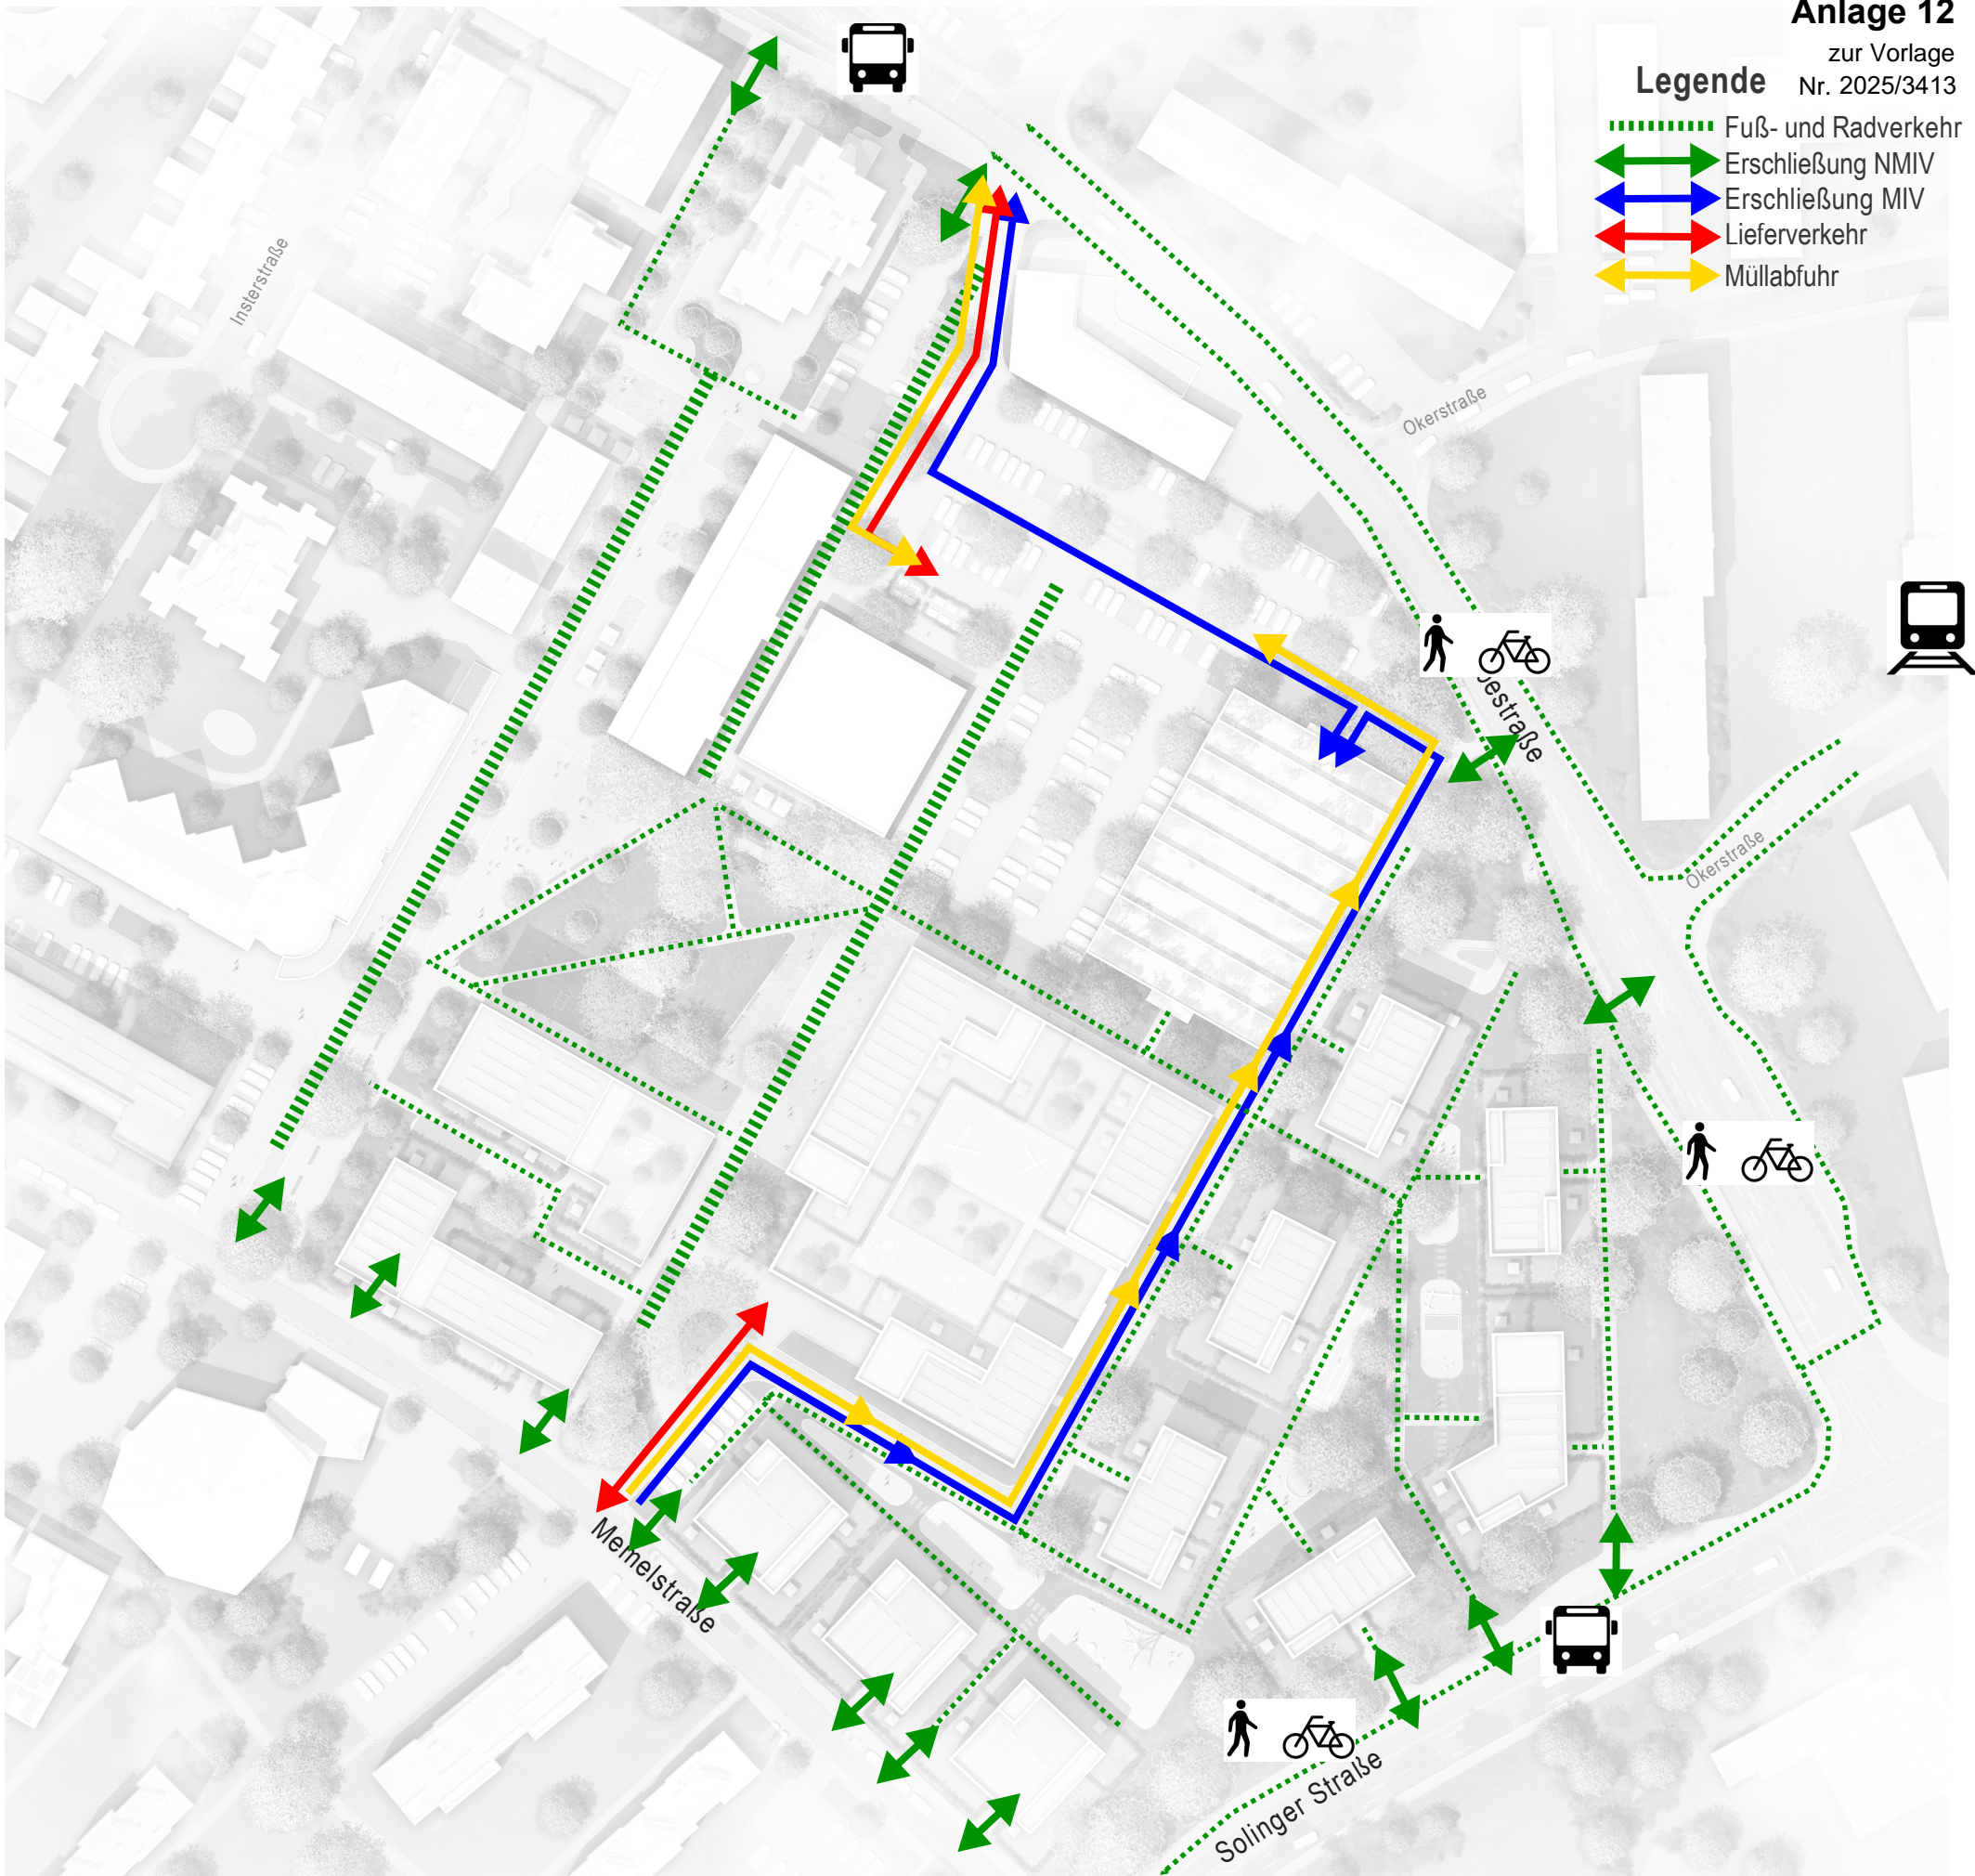 Anlage 12
zur Vorlage
Nr. 2025/3413
Legende
Fuß- und Radverkehr
Erschließung NMIV
Erschließung MIV
Lieferverkehr
Müllabfuhr
Insterstraße
Okerstraße
Okerstraße
Memelstraße
Solinger Straße